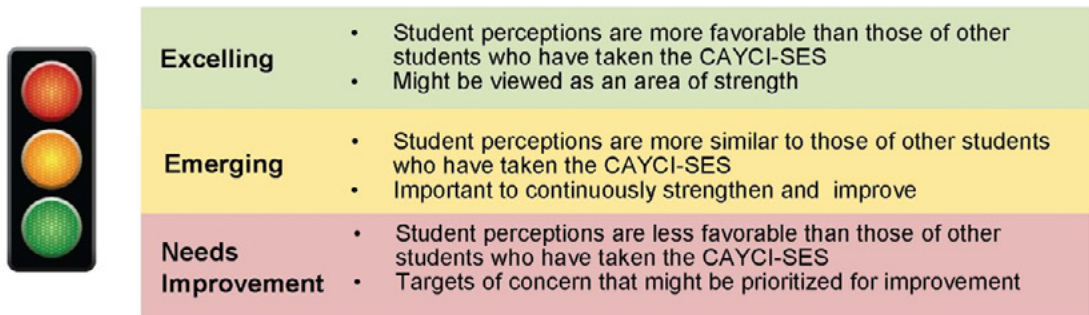 Excelling
• Student perceptions are more favorable than those of other
students who have taken the CAYCI-SES
• Might be viewed as an area of strength
Emerging
• Student perceptions are more similar to those of other students
who have taken the CAYCI-SES
• Important to continuously strengthen and improve
Needs
Improvement
• Student perceptions are less favorable than those of other
students who have taken the CAYCI-SES
• Targets of concern that might be prioritized for improvement